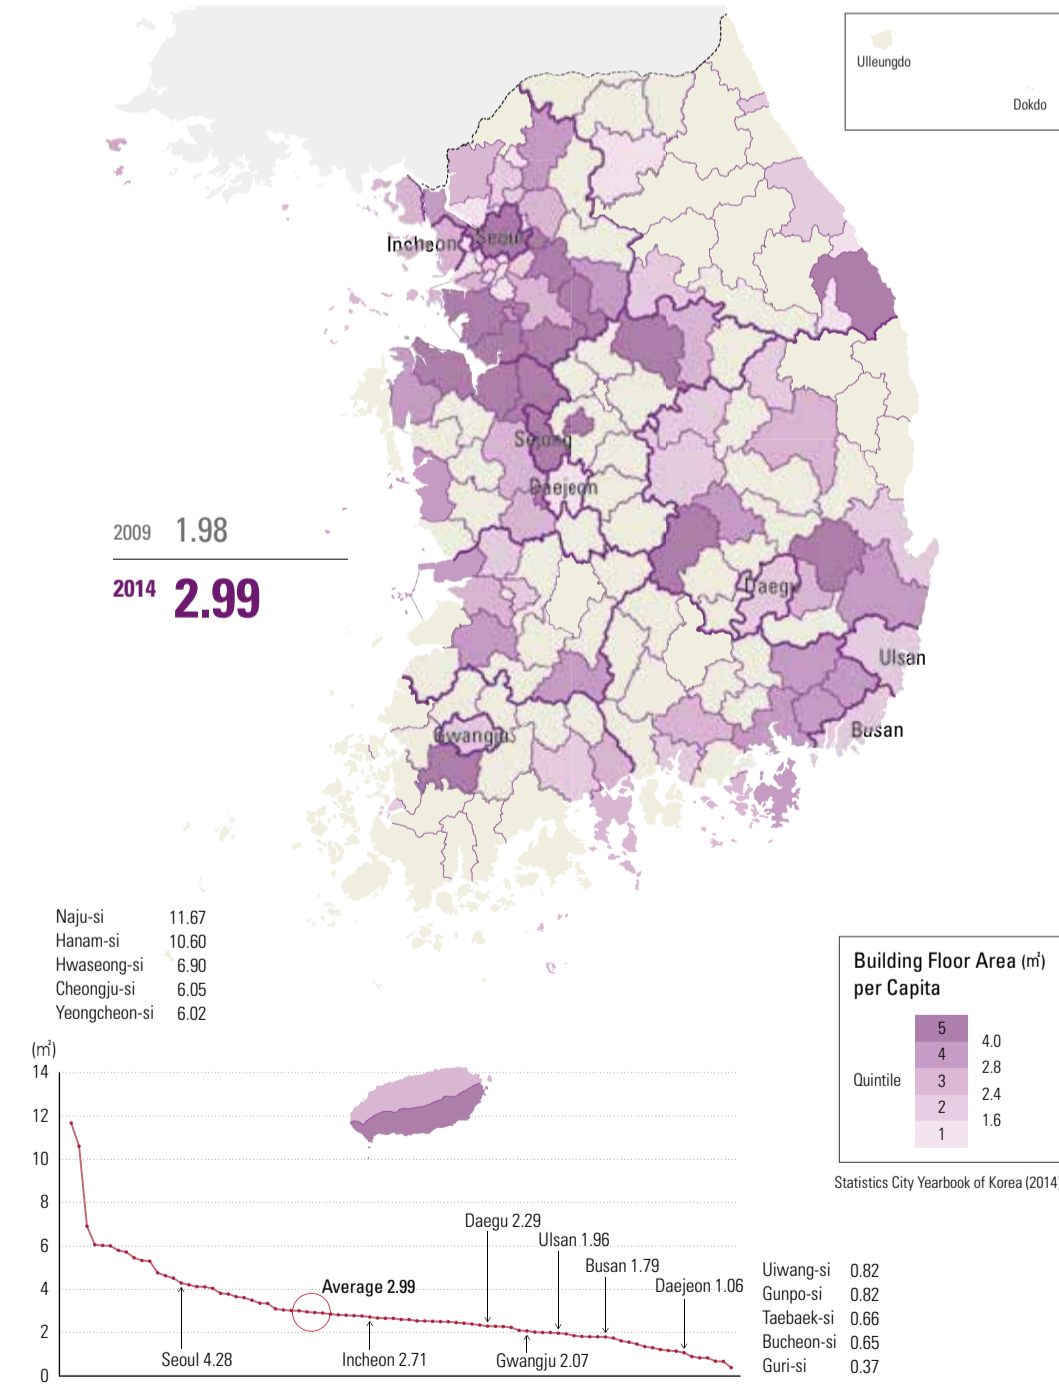 Ulleungdo
Dokdo
Incheon
Seoul
Sejong
Daejeon
2009 1.98
2014 2.99
Daegu
Ulsan
Gwangju
Busan
Naju-si 11.67
Hanam-si 10.60
Hwaseong-si 6.90
Cheongju-si 6.05
Yeongcheon-si 6.02
Building Floor Area (㎡)
per Capita
Quintile
5
4
3
2
1
4.0
2.8
2.4
1.6
Statistics City Yearbook of Korea (2014)
(㎡)
14
12
10
8
6
4
2
0
Daegu 2.29
Ulsan 1.96
Busan 1.79
Daejeon 1.06
Average 2.99
Seoul 4.28
Incheon 2.71
Gwangju 2.07
Uiwang-si 0.82
Gunpo-si 0.82
Taebaek-si 0.66
Bucheon-si 0.65
Guri-si 0.37